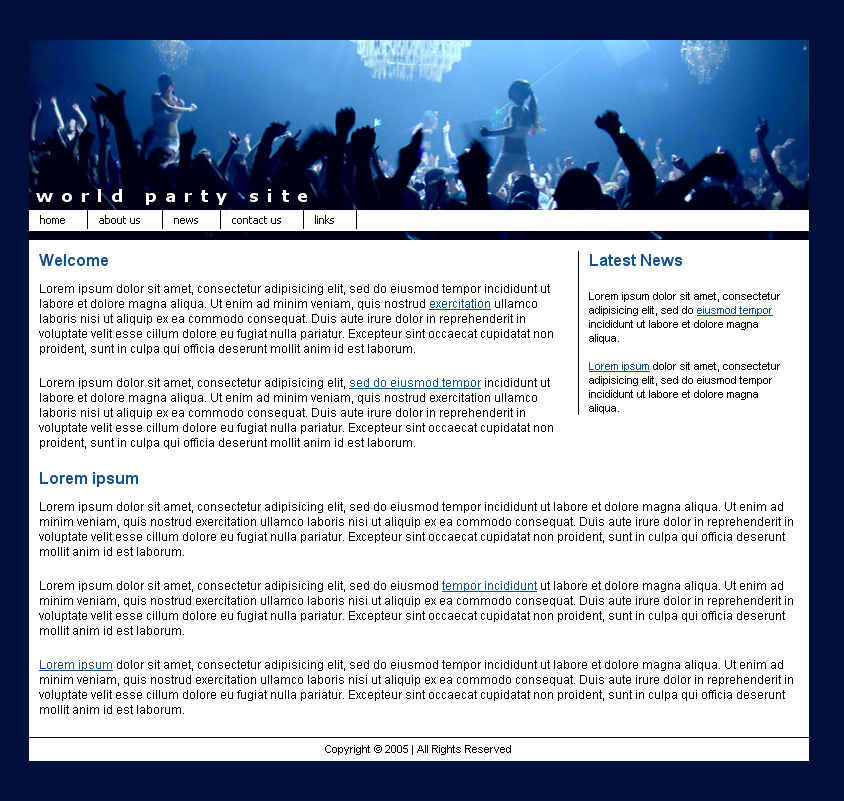 world party site
home about us news contact us links
Welcome
Lorem ipsum dolor sit amet, consectetur adipisicing elit, sed do eiusmod tempor incididunt ut
labore et dolore magna aliqua. Ut enim ad minim veniam, quis nostrud exercitation ullamco
laboris nisi ut aliquip ex ea commodo consequat. Duis aute irure dolor in reprehenderit in
voluptate velit esse cillum dolore eu fugiat nulla pariatur. Excepteur sint occaecat cupidatat non
proident, sunt in culpa qui officia deserunt mollit anim id est laborum.
Lorem ipsum dolor sit amet, consectetur adipisicing elit, sed do eiusmod tempor incididunt ut
labore et dolore magna aliqua. Ut enim ad minim veniam, quis nostrud exercitation ullamco
laboris nisi ut aliquip ex ea commodo consequat. Duis aute irure dolor in reprehenderit in
voluptate velit esse cillum dolore eu fugiat nulla pariatur. Excepteur sint occaecat cupidatat non
proident, sunt in culpa qui officia deserunt mollit anim id est laborum.
Latest News
Lorem ipsum dolor sit amet, consectetur
adipisicing elit, sed do eiusmod tempor
incididunt ut labore et dolore magna
aliqua.
Lorem ipsum dolor sit amet, consectetur
adipisicing elit, sed do eiusmod tempor
incididunt ut labore et dolore magna
aliqua.
Lorem ipsum
Lorem ipsum dolor sit amet, consectetur adipisicing elit, sed do eiusmod tempor incididunt ut labore et dolore magna aliqua. Ut enim ad
minim veniam, quis nostrud exercitation ullamco laboris nisi ut aliquip ex ea commodo consequat. Duis aute irure dolor in reprehenderit in
voluptate velit esse cillum dolore eu fugiat nulla pariatur. Excepteur sint occaecat cupidatat non proident, sunt in culpa qui officia deserunt
mollit anim id est laborum.
Lorem ipsum dolor sit amet, consectetur adipisicing elit, sed do eiusmod tempor incididunt ut labore et dolore magna aliqua. Ut enim ad
minim veniam, quis nostrud exercitation ullamco laboris nisi ut aliquip ex ea commodo consequat. Duis aute irure dolor in reprehenderit in
voluptate velit esse cillum dolore eu fugiat nulla pariatur. Excepteur sint occaecat cupidatat non proident, sunt in culpa qui officia deserunt
mollit anim id est laborum.
Lorem ipsum dolor sit amet, consectetur adipisicing elit, sed do eiusmod tempor incididunt ut labore et dolore magna aliqua. Ut enim ad
minim veniam, quis nostrud exercitation ullamco laboris nisi ut aliquip ex ea commodo consequat. Duis aute irure dolor in reprehenderit in
voluptate velit esse cillum dolore eu fugiat nulla pariatur. Excepteur sint occaecat cupidatat non proident, sunt in culpa qui officia deserunt
mollit anim id est laborum.
Copyright © 2005 | All Rights Reserved